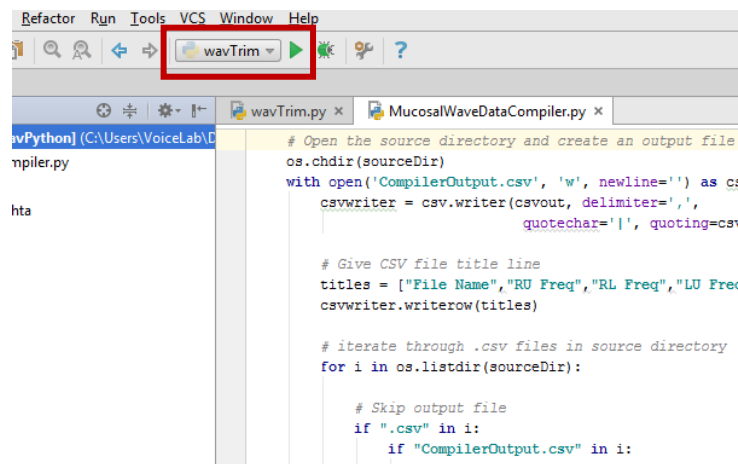 Refactor Run Tools VCS Window Help
wavTrim
?
wavTrim.py × MucosalWaveDataCompiler.py ×
avPython] (C:\Users\VoiceLab\D
mpiler.py
hta
# Open the source directory and create an output file
os.chdir(sourceDir)
with open('CompilerOutput.csv', 'w', newline='') as cs
csvwriter = csv.writer(csvout, delimiter=',',
quotechar='|', quoting=csv
# Give CSV file title line
titles = ["File Name","RU Freq","RL Freq","LU Freq
csvwriter.writerow(titles)
# iterate through .csv files in source directory
for i in os.listdir(sourceDir):
# Skip output file
if ".csv" in i:
if "CompilerOutput.csv" in i: